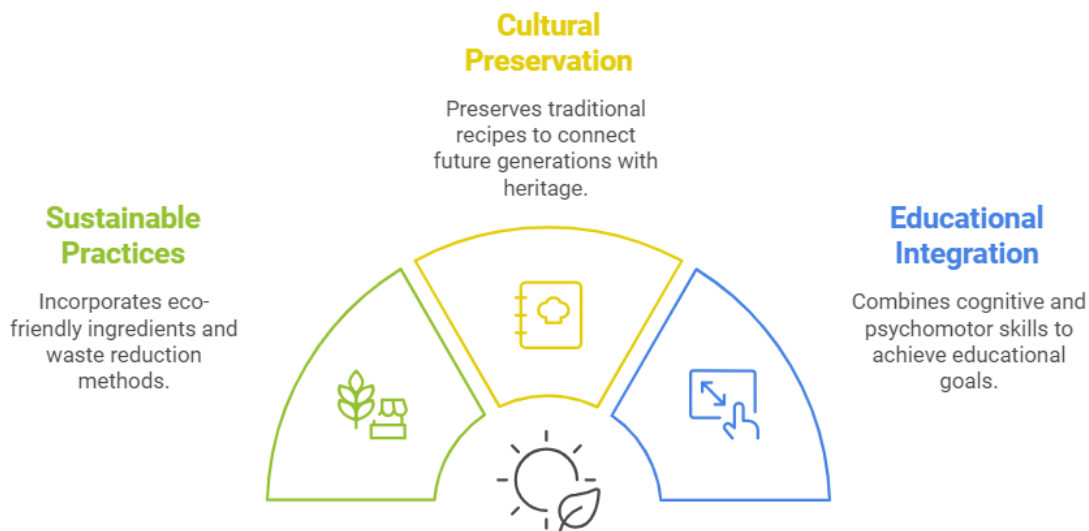 Cultural
Preservation
Preserves traditional
recipes to connect
future generations with
heritage.
Sustainable
Practices
Incorporates eco-
friendly ingredients and
waste reduction
methods.
Educational
Integration
Combines cognitive and
psychomotor skills to
achieve educational
goals.